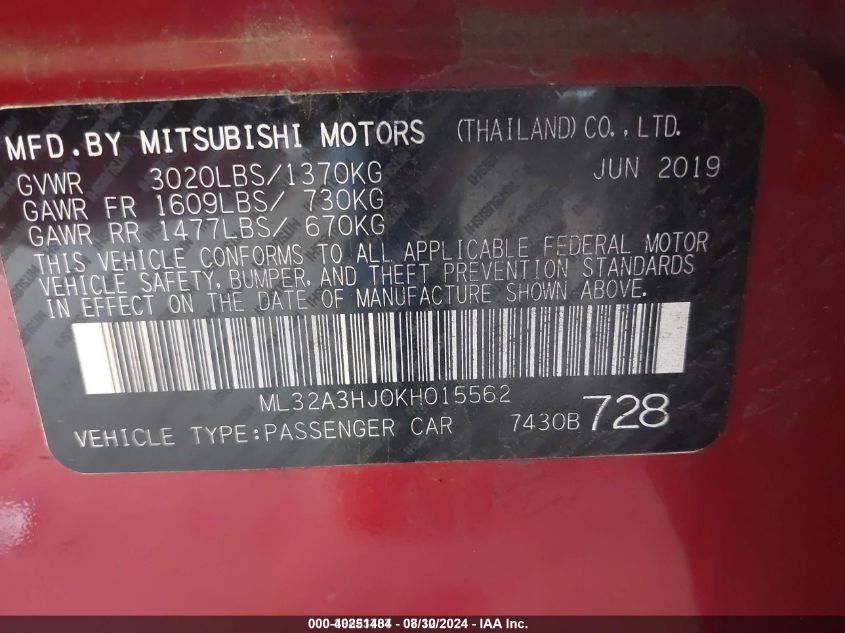 MFD.BY MITSUBISHI MOTORS (THAILAND)CO.,LTD.
GVWR 3020LBS/1370KG JUN 2019
GAWR FR 1609LBS/ 730KG
GAWR RR 1477LBS/ 670KG
THIS VEHICLE CONFORMS TO ALL APPLICABLE FEDERAL MOTOR
VEHICLE SAFETY, BUMPER, AND THEFT PREVENTION STANDARDS
IN EFFECT ON THE DATE OF MANUFACTURE SHOWN ABOVE.
ML32A3HJ0KH015562
VEHICLE TYPE:PASSENGER CAR 7430B 728
- 08/30/2024 - IAA Inc.